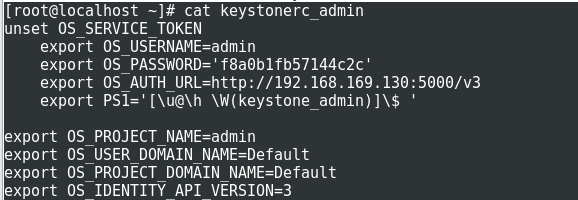 [root@localhost ~]# cat keystonerc_admin
unset OS_SERVICE_TOKEN
    export OS_USERNAME=admin
    export OS_PASSWORD='f8a0b1fb57144c2c'
    export OS_AUTH_URL=http://192.168.169.130:5000/v3
    export PS1='[\u@\h \W(keystone_admin)]\$ '

export OS_PROJECT_NAME=admin
export OS_USER_DOMAIN_NAME=Default
export OS_PROJECT_DOMAIN_NAME=Default
export OS_IDENTITY_API_VERSION=3